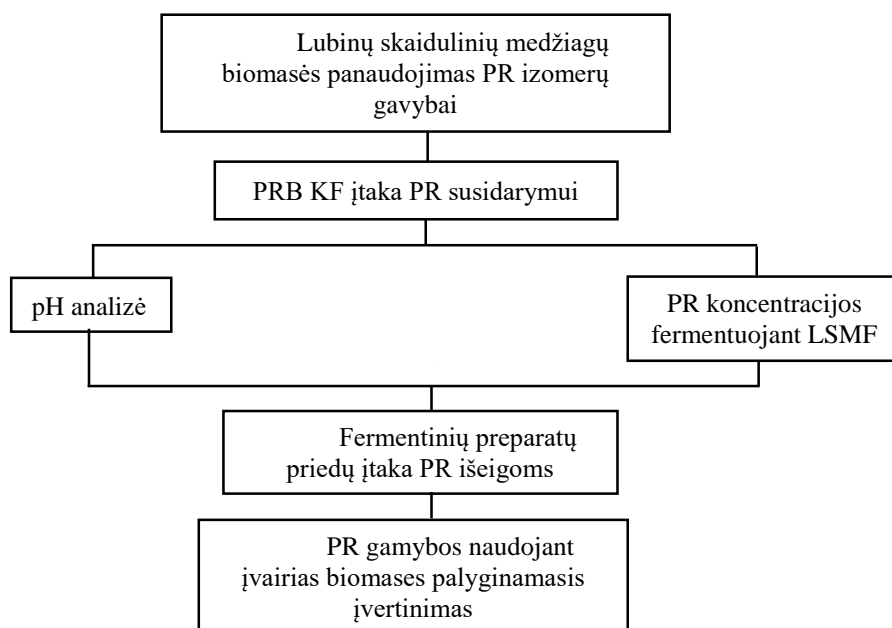 Lubinų skaidulinių medžiagų
biomasės panaudojimas PR izomerų
gavybai
PRB KF įtaka PR susidarymui
pH analizė
PR koncentracijos
fermentuojant LSMF
Fermentinių preparatų
priedų įtaka PR išeigoms
PR gamybos naudojant
įvairias biomases palyginamasis
įvertinimas